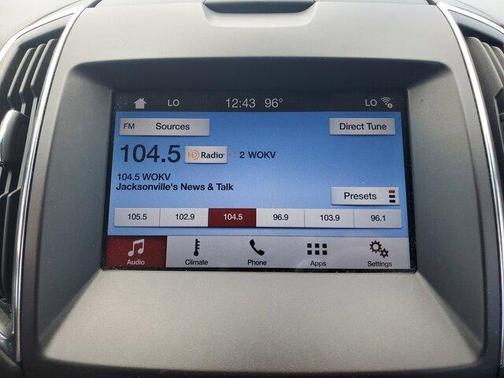 LO 12:43 96° LO
FM Sources Direct Tune
104.5 HD Radio 2 WOKV
104.5 WOKV
Jacksonville's News & Talk
Presets
105.5 102.9 104.5 96.9 103.9 96.1
Audio Climate Phone Apps Settings